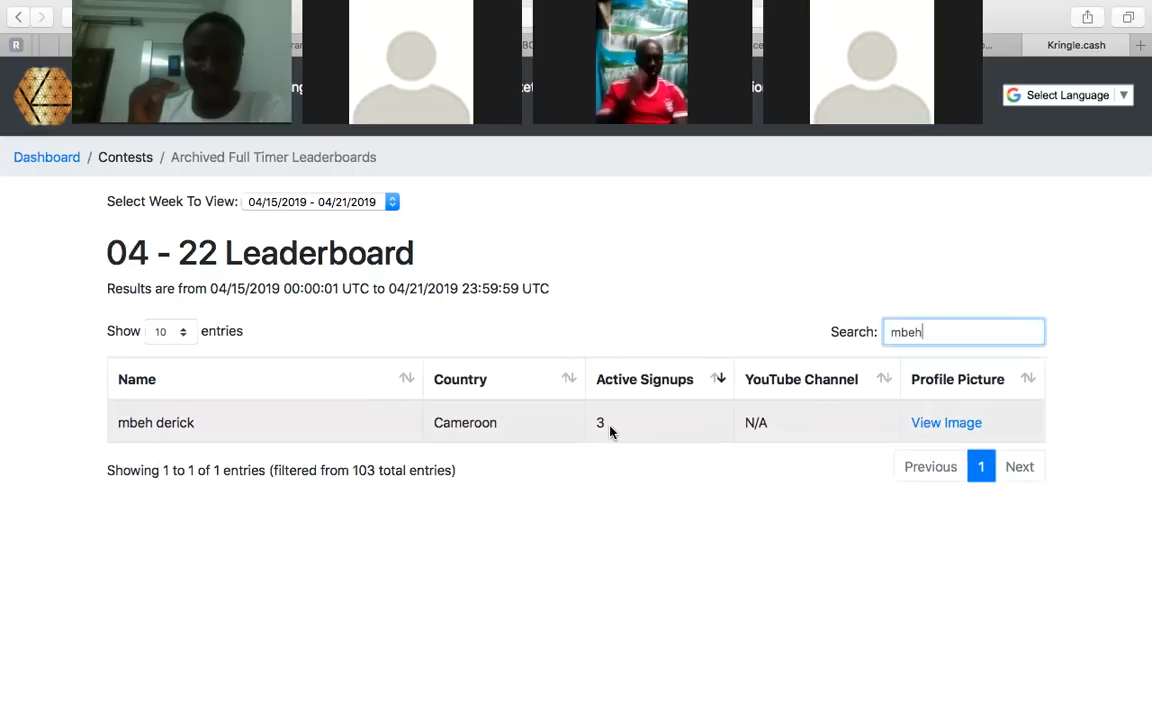 R
Kringle.cash
Select Language
Dashboard / Contests / Archived Full Timer Leaderboards
Select Week To View: 04/15/2019 - 04/21/2019
04 - 22 Leaderboard
Results are from 04/15/2019 00:00:01 UTC to 04/21/2019 23:59:59 UTC
Show 10 entries
Search: mbeh
Name Country Active Signups YouTube Channel Profile Picture
mbeh derick Cameroon 3 N/A View Image
Showing 1 to 1 of 1 entries (filtered from 103 total entries)
Previous 1 Next